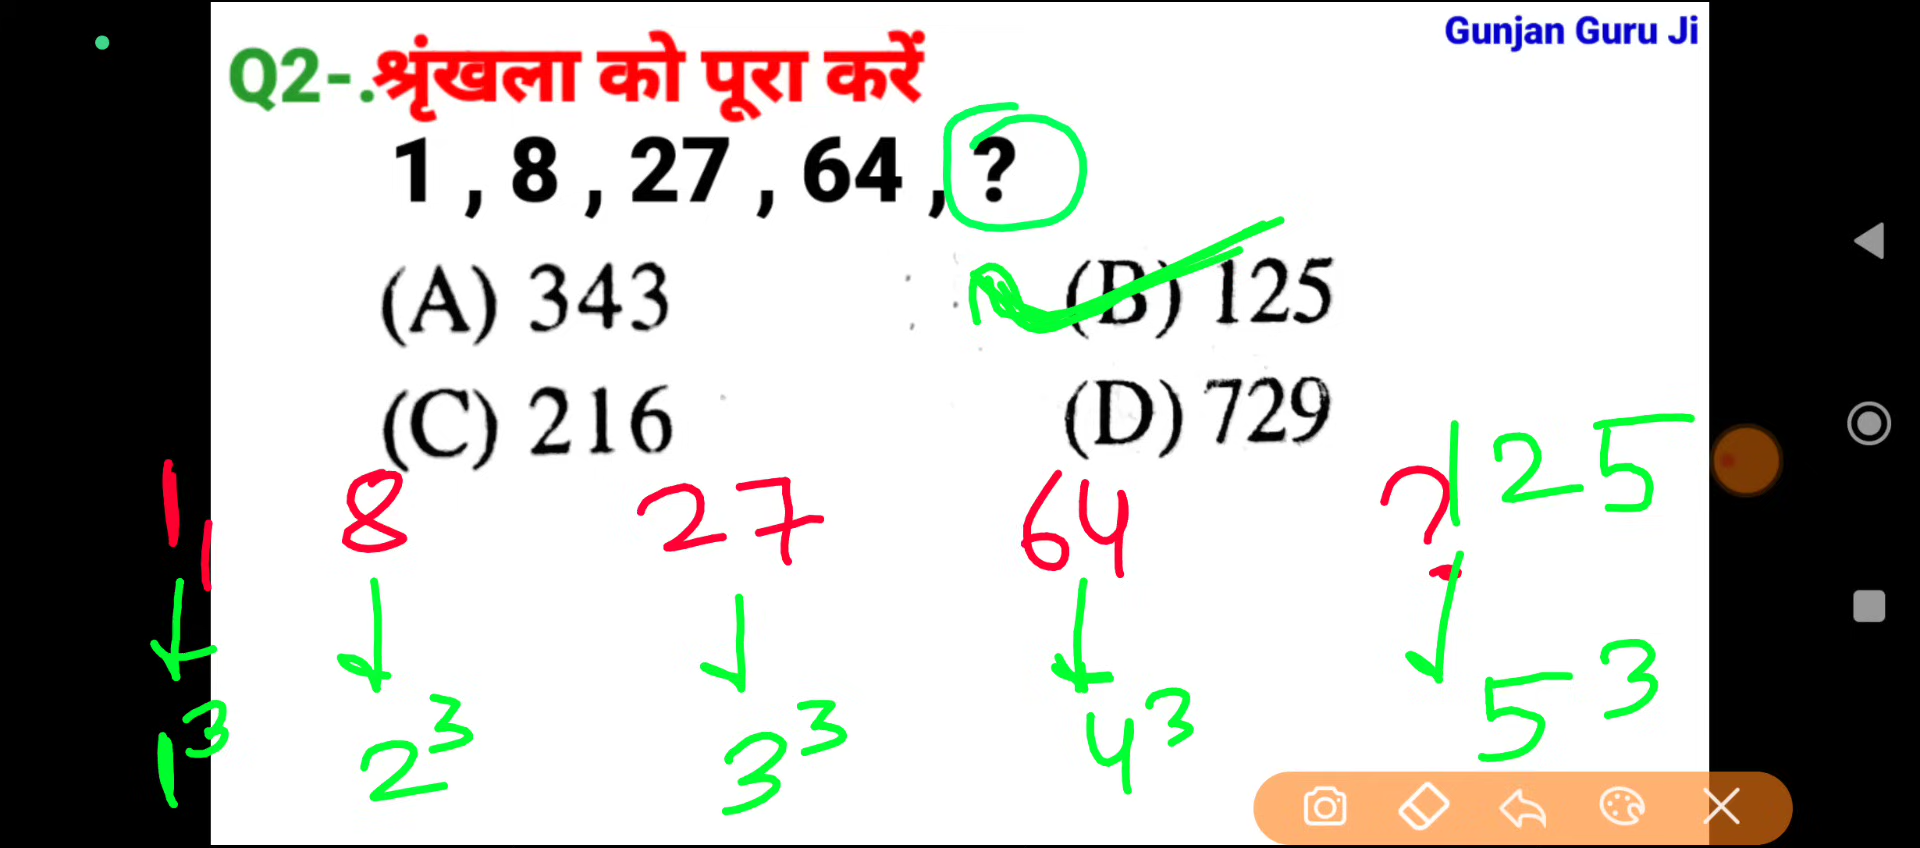 Gunjan Guru Ji
Q2-.श्रृंखला को पूरा करें
1 , 8 , 27 , 64 , ?
(A) 343 (B) 125
(C) 216 (D) 729
1, 8 27 64 ? 125
1³ 2³ 3³ 4³ 5³